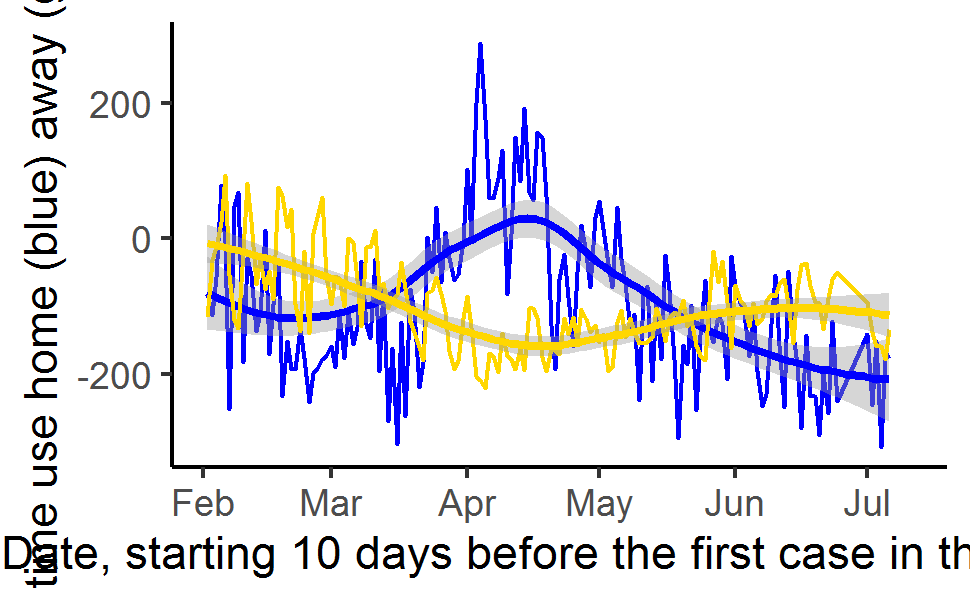 time use home (blue) away (
200
0
-200
Feb Mar Apr May Jun Jul
Date, starting 10 days before the first case in th